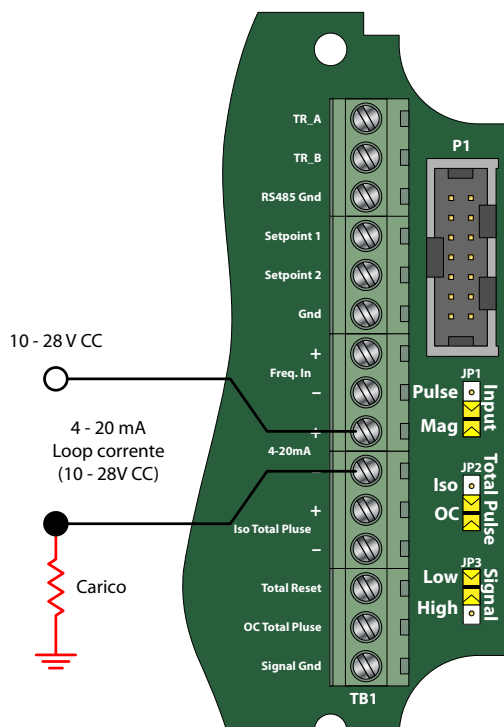 TR_A
TR_B
RS485 Gnd
Setpoint 1
Setpoint 2
Gnd
+
Freq. In
–
+
4-20mA
–
+
Iso Total Pluse
–
Total Reset
OC Total Pluse
Signal Gnd
TB1
P1
JP1
Pulse
Mag
Input
JP2
Iso
OC
Total Pulse
JP3
Low
High
Signal
10 - 28 V CC
4 - 20 mA
Loop corrente
(10 - 28V CC)
Carico